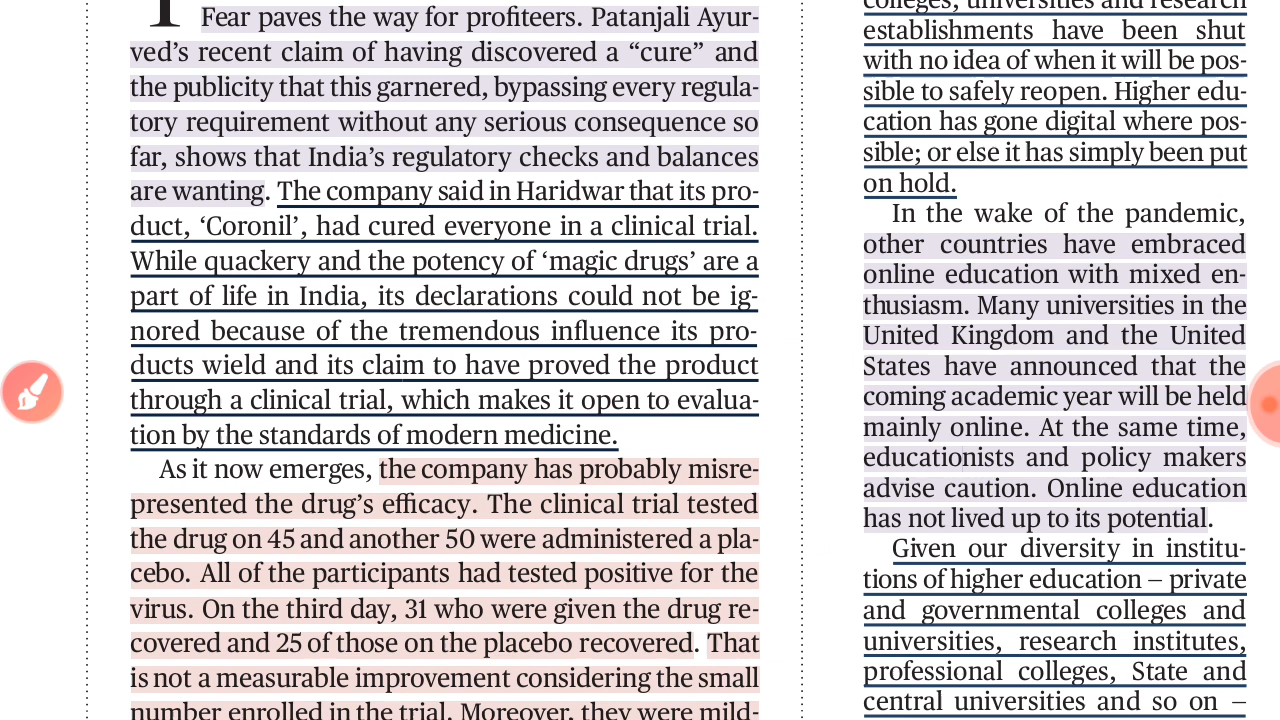 T
Fear paves the way for profiteers. Patanjali Ayur-
ved’s recent claim of having discovered a “cure” and
the publicity that this garnered, bypassing every regula-
tory requirement without any serious consequence so
far, shows that India’s regulatory checks and balances
are wanting. The company said in Haridwar that its pro-
duct, ‘Coronil’, had cured everyone in a clinical trial.
While quackery and the potency of ‘magic drugs’ are a
part of life in India, its declarations could not be ig-
nored because of the tremendous influence its pro-
ducts wield and its claim to have proved the product
through a clinical trial, which makes it open to evalua-
tion by the standards of modern medicine.
As it now emerges, the company has probably misre-
presented the drug’s efficacy. The clinical trial tested
the drug on 45 and another 50 were administered a pla-
cebo. All of the participants had tested positive for the
virus. On the third day, 31 who were given the drug re-
covered and 25 of those on the placebo recovered. That
is not a measurable improvement considering the small
number enrolled in the trial. Moreover, they were mild-
colleges, universities and research
establishments have been shut
with no idea of when it will be pos-
sible to safely reopen. Higher edu-
cation has gone digital where pos-
sible; or else it has simply been put
on hold.
In the wake of the pandemic,
other countries have embraced
online education with mixed en-
thusiasm. Many universities in the
United Kingdom and the United
States have announced that the
coming academic year will be held
mainly online. At the same time,
educationists and policy makers
advise caution. Online education
has not lived up to its potential.
Given our diversity in institu-
tions of higher education – private
and governmental colleges and
universities, research institutes,
professional colleges, State and
central universities and so on –